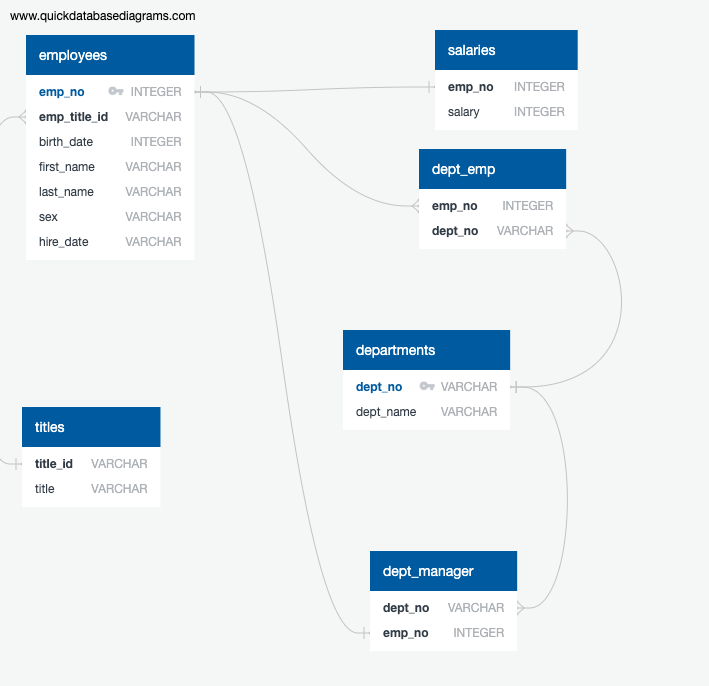 www.quickdatabasediagrams.com
employees
emp_no INTEGER
emp_title_id VARCHAR
birth_date INTEGER
first_name VARCHAR
last_name VARCHAR
sex VARCHAR
hire_date VARCHAR
salaries
emp_no INTEGER
salary INTEGER
dept_emp
emp_no INTEGER
dept_no VARCHAR
departments
dept_no VARCHAR
dept_name VARCHAR
titles
title_id VARCHAR
title VARCHAR
dept_manager
dept_no VARCHAR
emp_no INTEGER